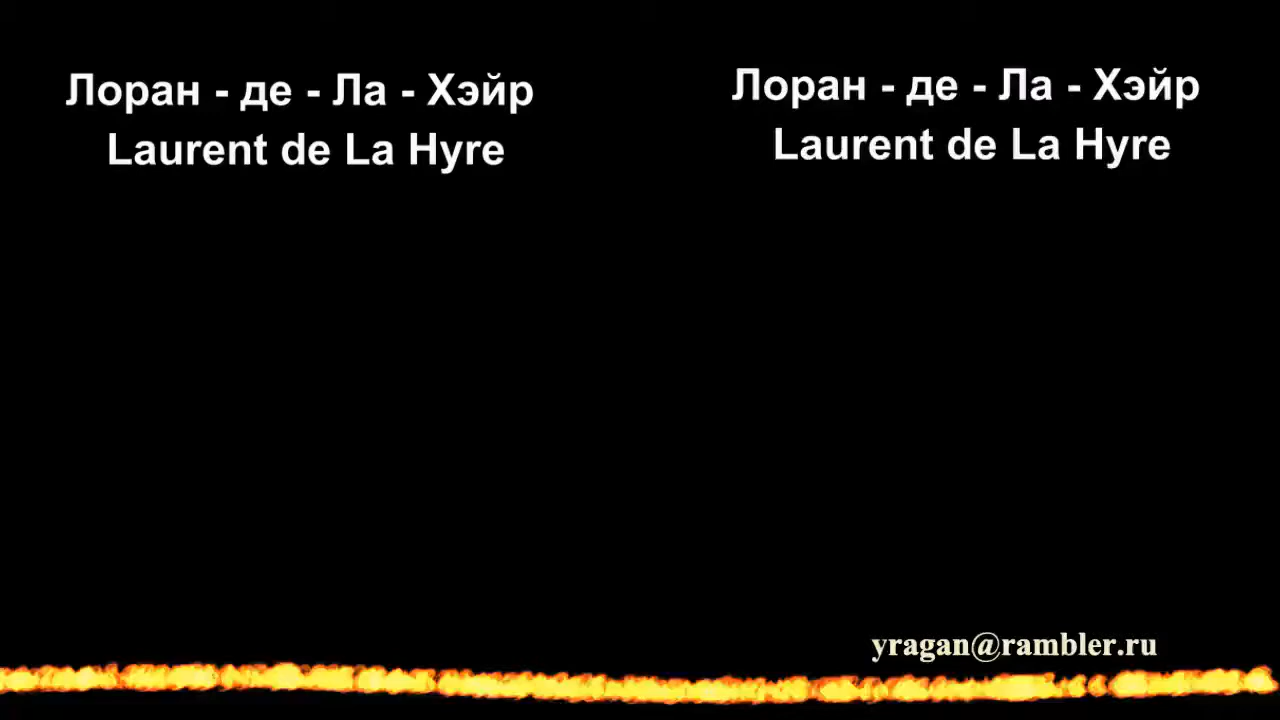 Лоран - де - Ла - Хэйр
Laurent de La Hyre
Лоран - де - Ла - Хэйр
Laurent de La Hyre
yragan@rambler.ru